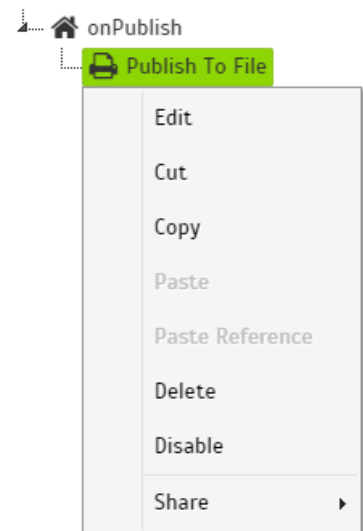 onPublish
Publish To File
Edit
Cut
Copy
Paste
Paste Reference
Delete
Disable
Share